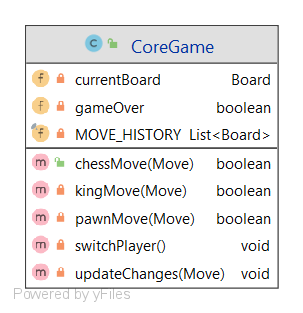 C CoreGame
f currentBoard Board
f gameOver boolean
f MOVE_HISTORY List<Board>
m chessMove(Move) boolean
m kingMove(Move) boolean
m pawnMove(Move) boolean
m switchPlayer() void
m updateChanges(Move) void
Powered by yFiles